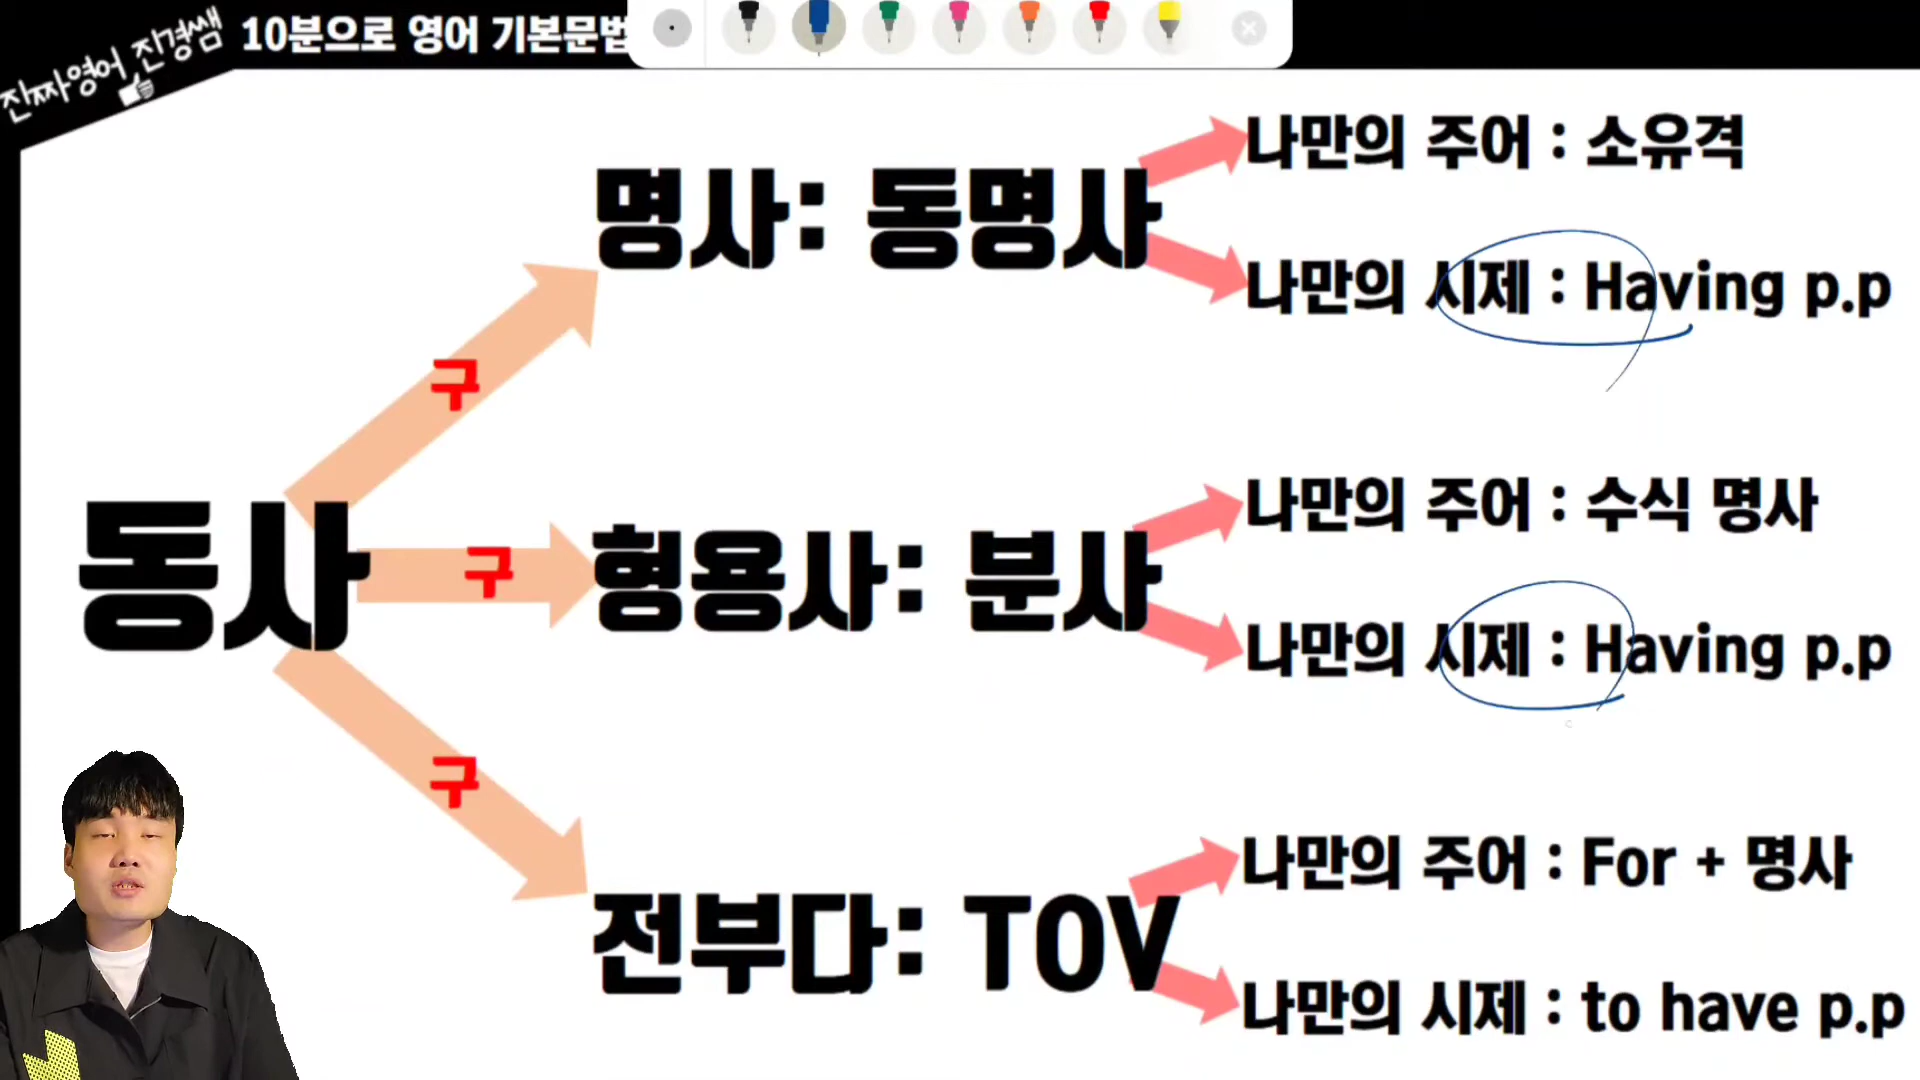 진짜영어 진경쌤
10분으로 영어 기본문법
나만의 주어 : 소유격
명사: 동명사
나만의 시제 : Having p.p
구
나만의 주어 : 수식 명사
동사
구
형용사: 분사
나만의 시제 : Having p.p
구
나만의 주어 : For + 명사
전부다: TOV
나만의 시제 : to have p.p